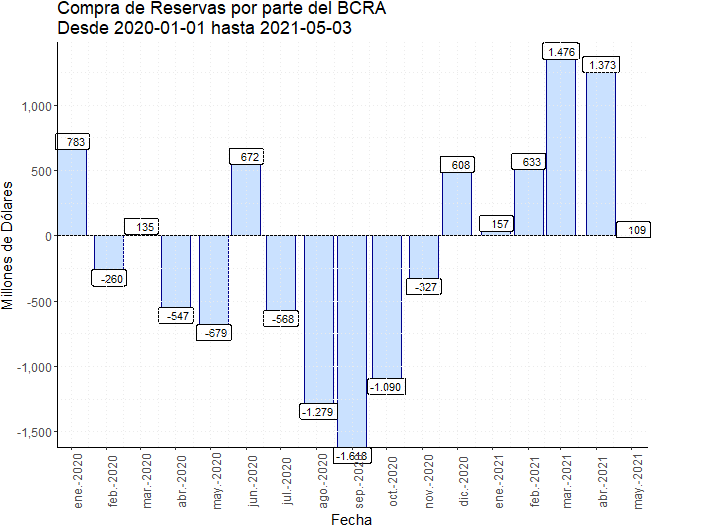 Compra de Reservas por parte del BCRA
Desde 2020-01-01 hasta 2021-05-03
Millones de Dólares
1,000
500
0
-500
-1,000
-1,500
783
-260
135
-547
-679
672
-568
-1.279
-1.618
-1.090
-327
608
157
633
1.476
1.373
109
ene.-2020
feb.-2020
mar.-2020
abr.-2020
may.-2020
jun.-2020
jul.-2020
ago.-2020
sep.-2020
oct.-2020
nov.-2020
dic.-2020
ene.-2021
feb.-2021
mar.-2021
abr.-2021
may.-2021
Fecha